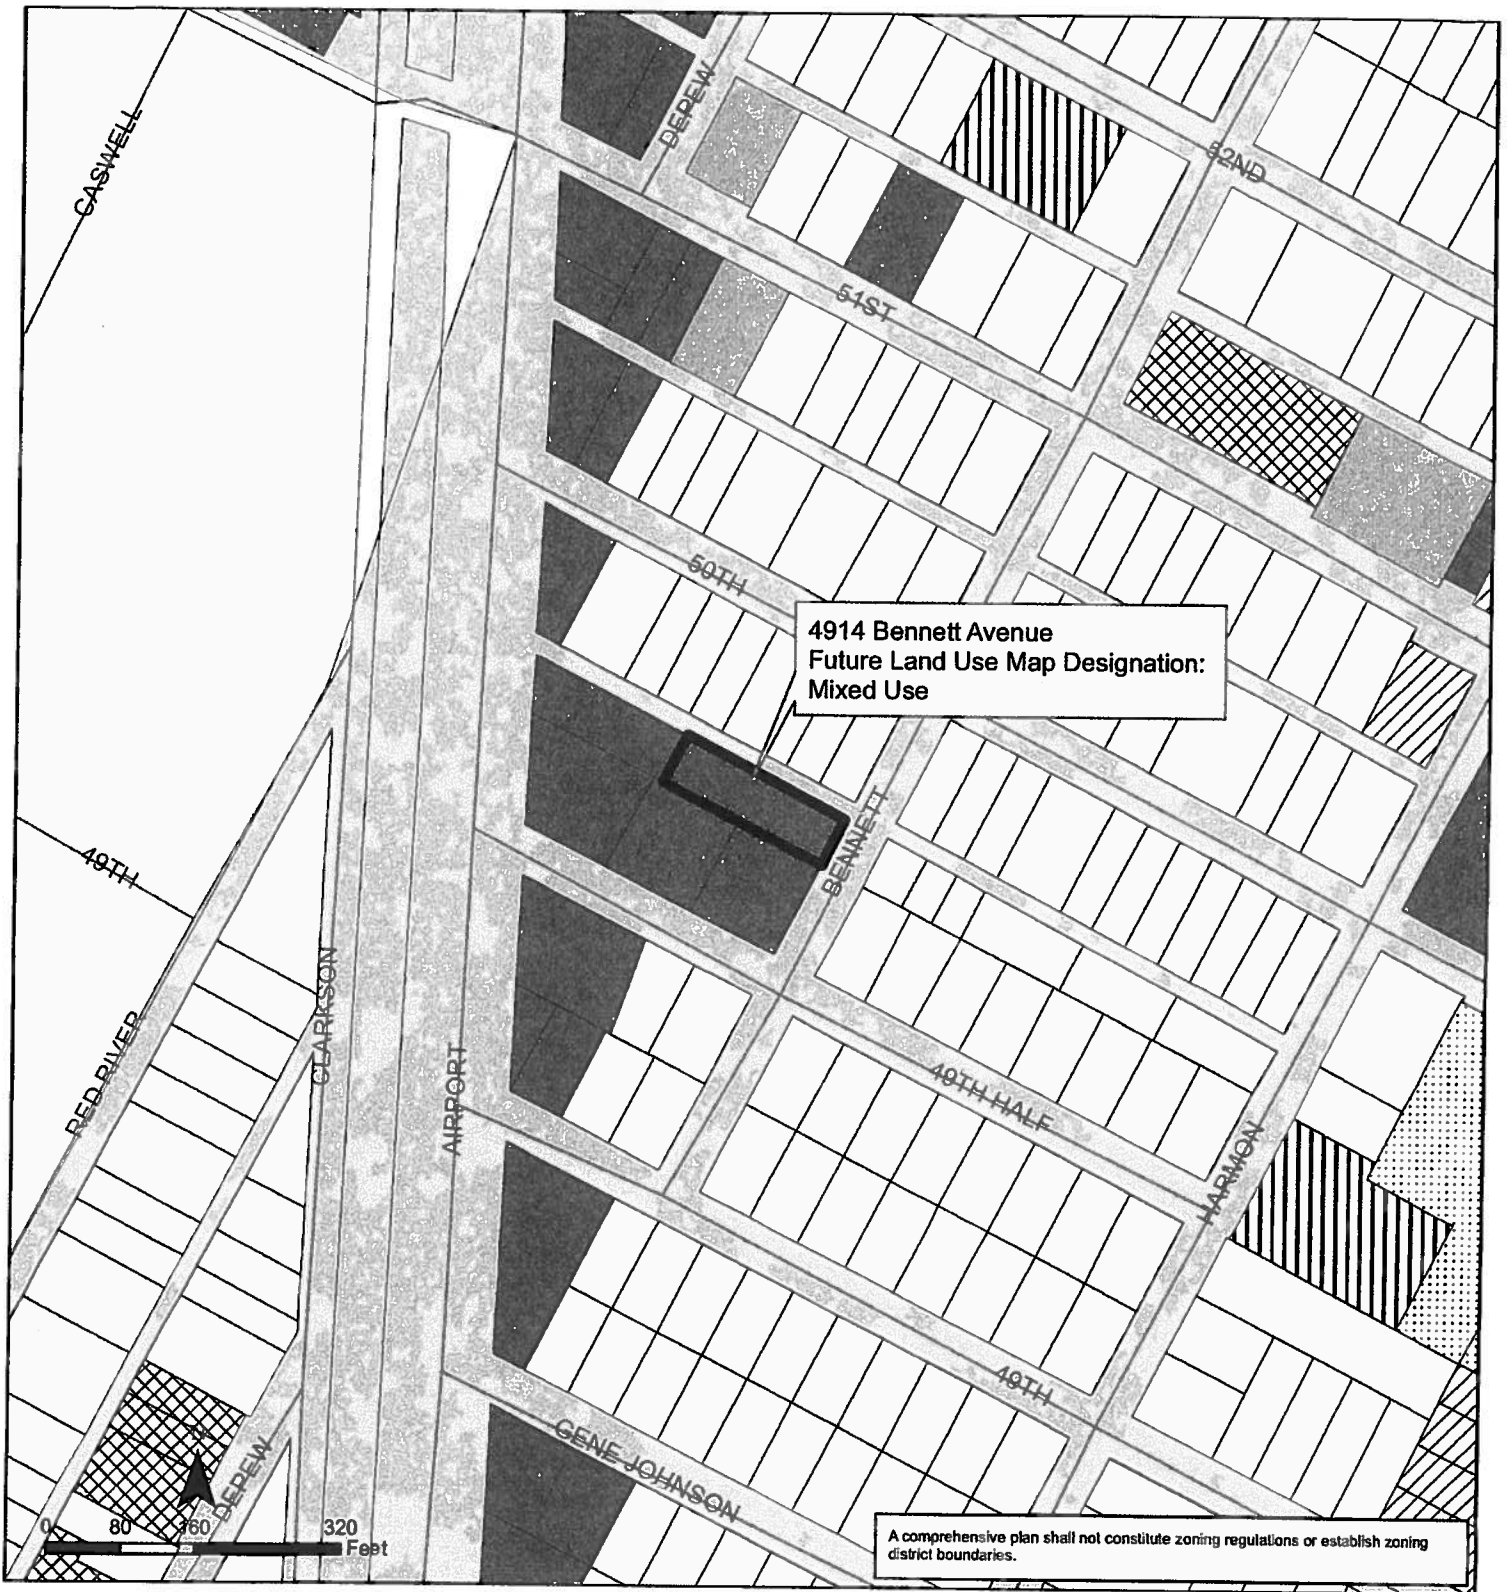 DEPEW
CASWELL
52ND
51ST
50TH
4914 Bennett Avenue
Future Land Use Map Designation:
Mixed Use
BENNETT
49TH
CLARKSON
RED RIVER
AIRPORT
49TH HALF
HARMON
49TH
GENE JOHNSON
DEPEW
N
0 80 160 320
Feet
A comprehensive plan shall not constitute zoning regulations or establish zoning
district boundaries.